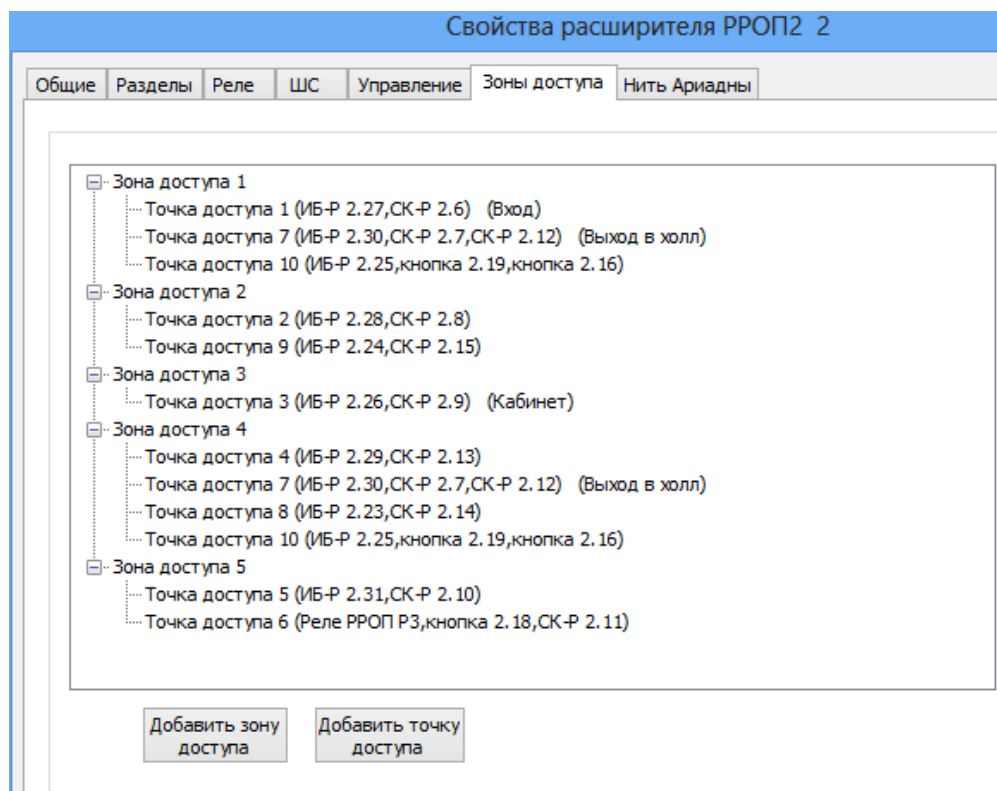 Свойства расширителя РРОП2 2
Общие Разделы Реле ШС Управление Зоны доступа Нить Ариадны
Зона доступа 1
Точка доступа 1 (ИБ-Р 2.27,СК-Р 2.6) (Вход)
Точка доступа 7 (ИБ-Р 2.30,СК-Р 2.7,СК-Р 2.12) (Выход в холл)
Точка доступа 10 (ИБ-Р 2.25,кнопка 2.19,кнопка 2.16)
Зона доступа 2
Точка доступа 2 (ИБ-Р 2.28,СК-Р 2.8)
Точка доступа 9 (ИБ-Р 2.24,СК-Р 2.15)
Зона доступа 3
Точка доступа 3 (ИБ-Р 2.26,СК-Р 2.9) (Кабинет)
Зона доступа 4
Точка доступа 4 (ИБ-Р 2.29,СК-Р 2.13)
Точка доступа 7 (ИБ-Р 2.30,СК-Р 2.7,СК-Р 2.12) (Выход в холл)
Точка доступа 8 (ИБ-Р 2.23,СК-Р 2.14)
Точка доступа 10 (ИБ-Р 2.25,кнопка 2.19,кнопка 2.16)
Зона доступа 5
Точка доступа 5 (ИБ-Р 2.31,СК-Р 2.10)
Точка доступа 6 (Реле РРОП Р3,кнопка 2.18,СК-Р 2.11)
Добавить зону
доступа
Добавить точку
доступа